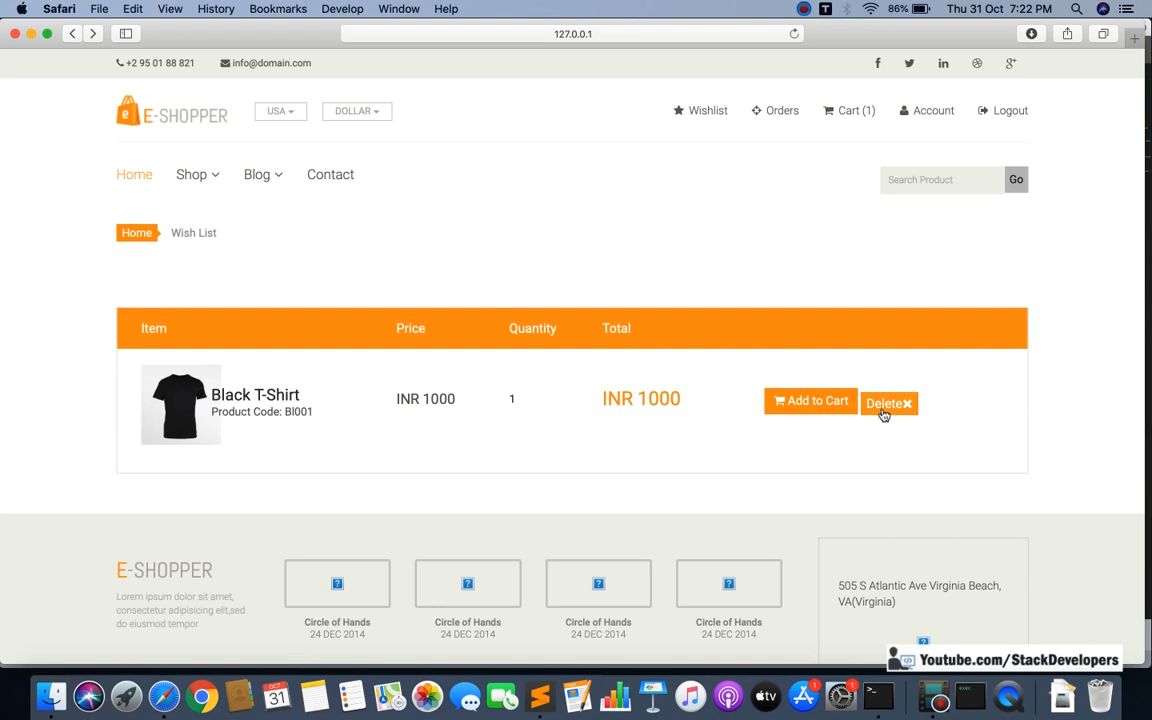 Safari File Edit View History Bookmarks Develop Window Help 86% Thu 31 Oct 7:22 PM
127.0.0.1
+2 95 01 88 821 info@domain.com
E-SHOPPER USA DOLLAR Wishlist Orders Cart (1) Account Logout
Home Shop Blog Contact Search Product Go
Home Wish List
Item Price Quantity Total
Black T-Shirt
Product Code: Bl001
INR 1000 1 INR 1000 Add to Cart Delete
E-SHOPPER
Lorem ipsum dolor sit amet,
consectetur adipisicing elit,sed
do eiusmod tempor
Circle of Hands
24 DEC 2014
Circle of Hands
24 DEC 2014
Circle of Hands
24 DEC 2014
Circle of Hands
24 DEC 2014
505 S Atlantic Ave Virginia Beach,
VA(Virginia)
Youtube.com/StackDevelopers